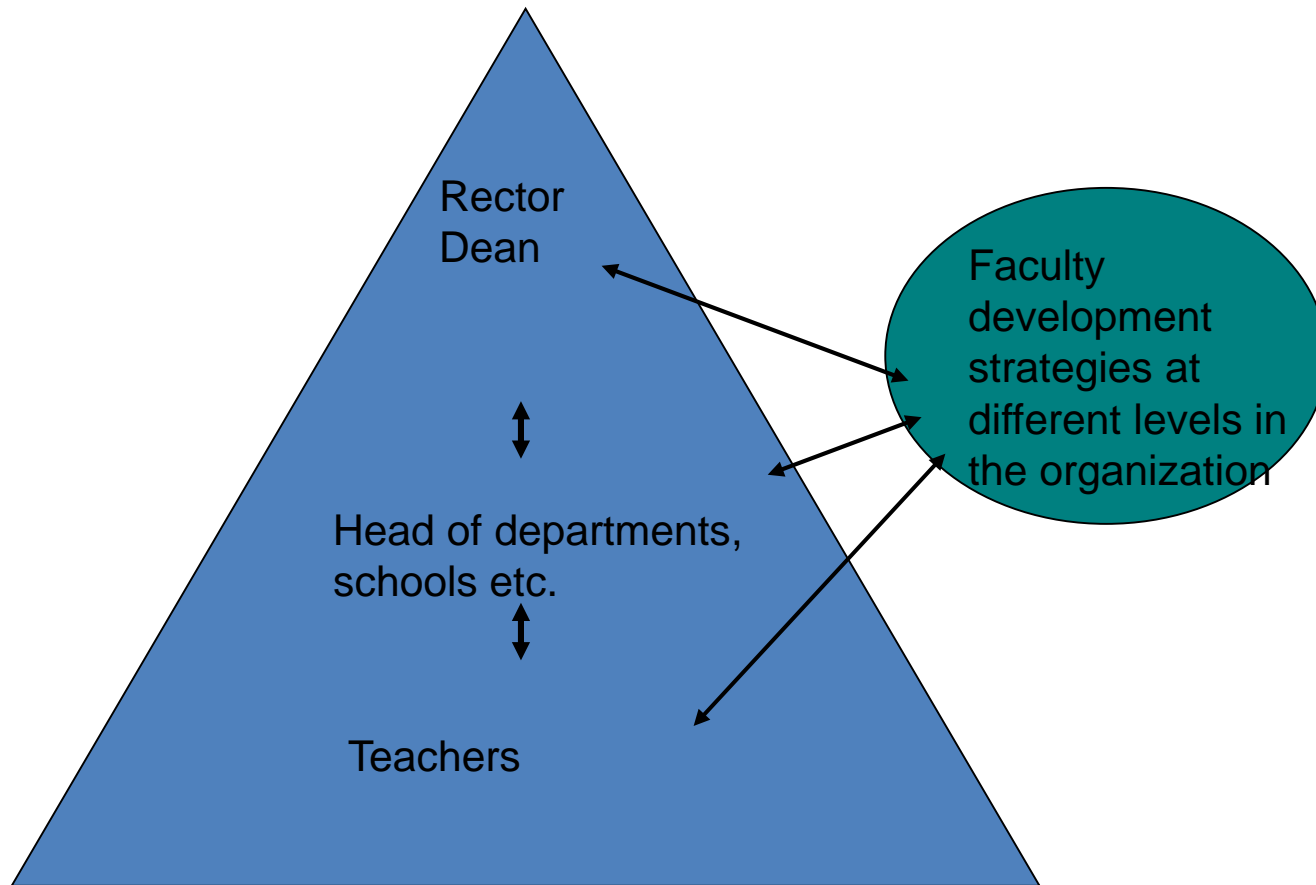 Rector
Dean
Faculty
development
strategies at
different levels in
the organization
Head of departments,
schools etc.
Teachers